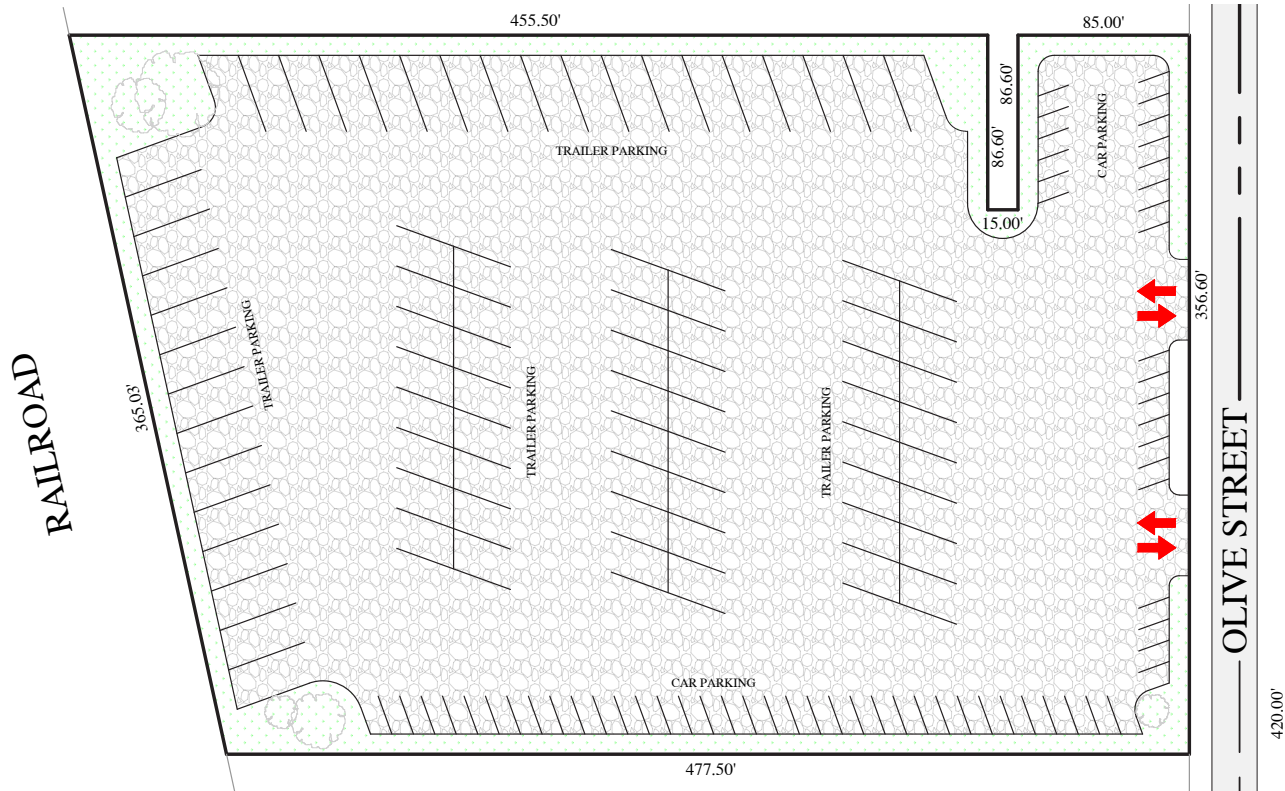 455.50'
85.00'
86.60'
86.60'
15.00'
CAR PARKING
TRAILER PARKING
356.60'
TRAILER PARKING
TRAILER PARKING
TRAILER PARKING
365.03'
RAILROAD
OLIVE STREET
CAR PARKING
477.50'
420.00'